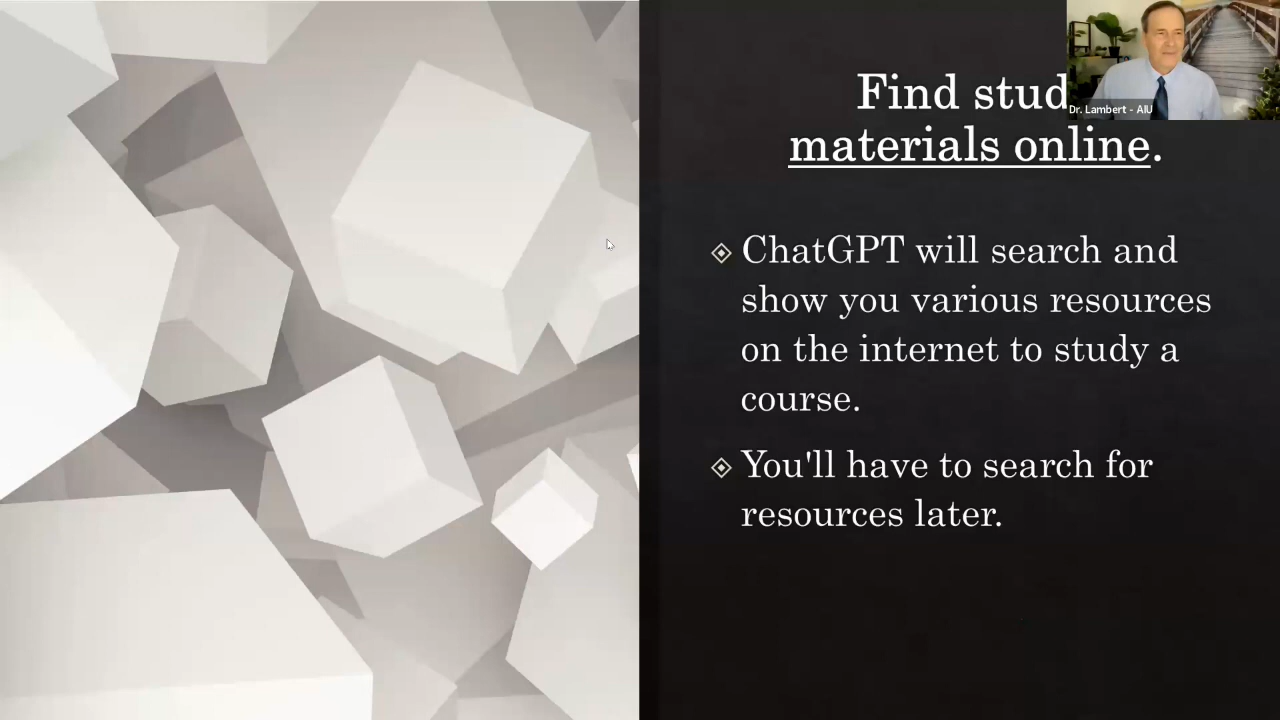 Find stud
materials online.
Dr. Lambert - AIU
ChatGPT will search and
show you various resources
on the internet to study a
course.
You'll have to search for
resources later.